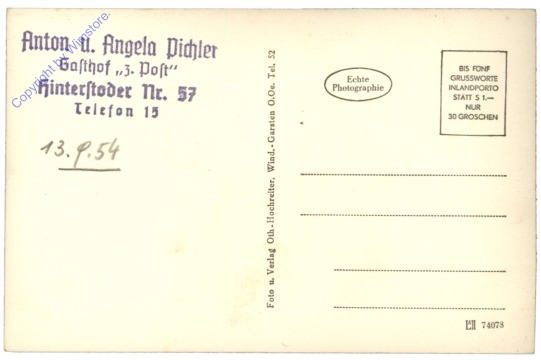 Anton u. Angela Pichler
Gasthof „z. Post"
Hinterstoder Nr. 57
Telefon 15
Copyright by Wimstore.
13. 9. 54
Foto u. Verlag Oth-Hochreiter, Wind.-Garsten O.Oe. Tel. 52
Echte
Photographie
BIS FÜNF
GRUSSWORTE
INLANDPORTO
STATT S 1.—
NUR
30 GROSCHEN
74078